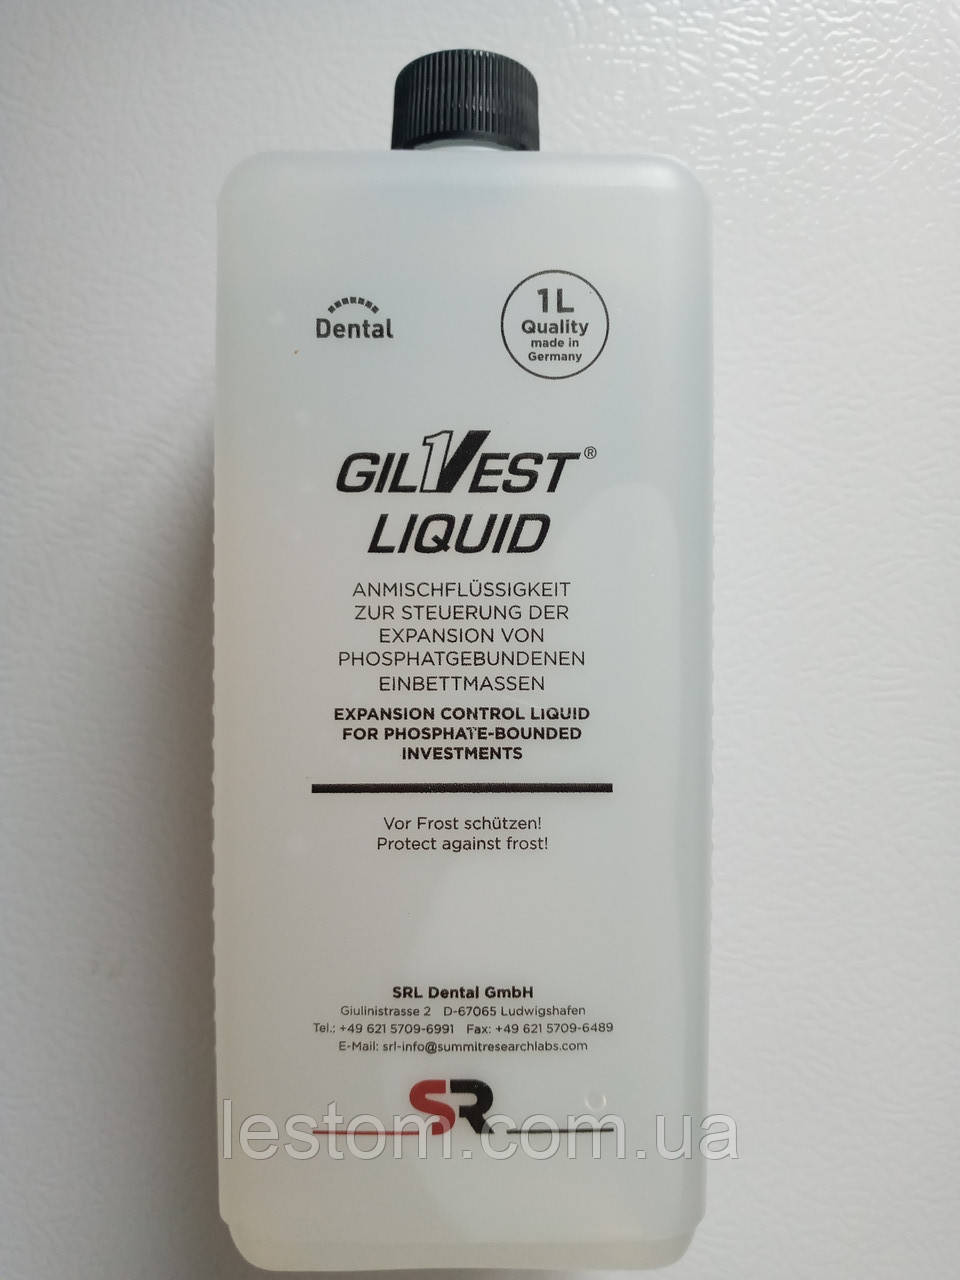 Dental
1L
Quality
made in
Germany
GILVEST®
LIQUID
ANMISCHFLÜSSIGKEIT
ZUR STEUERUNG DER
EXPANSION VON
PHOSPHATGEBUNDENEN
EINBETTMASSEN
EXPANSION CONTROL LIQUID
FOR PHOSPHATE-BOUNDED
INVESTMENTS
Vor Frost schützen!
Protect against frost!
SRL Dental GmbH
Giulinistrasse 2 D-67065 Ludwigshafen
Tel.: +49 621 5709-6991 Fax: +49 621 5709-6489
E-Mail: srl-info@summitresearchlabs.com
SR
lestom.com.ua